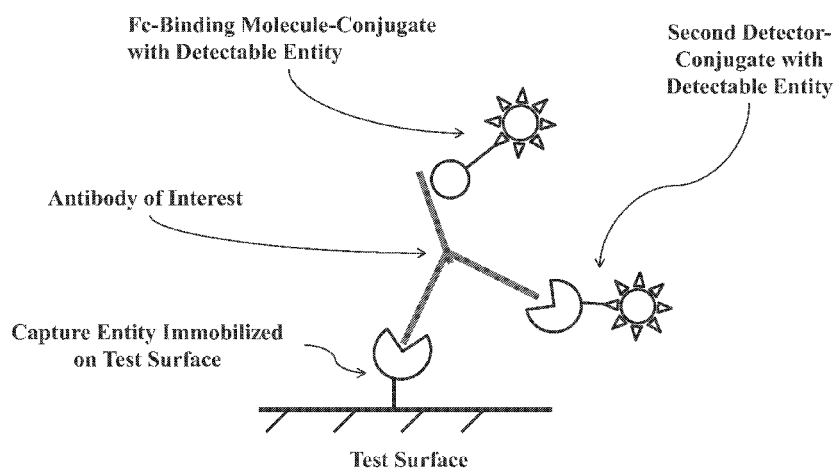 Fc-Binding Molecule-Conjugate
with Detectable Entity
Second Detector-
Conjugate with
Detectable Entity
Antibody of Interest
Capture Entity Immobilized
on Test Surface
Test Surface